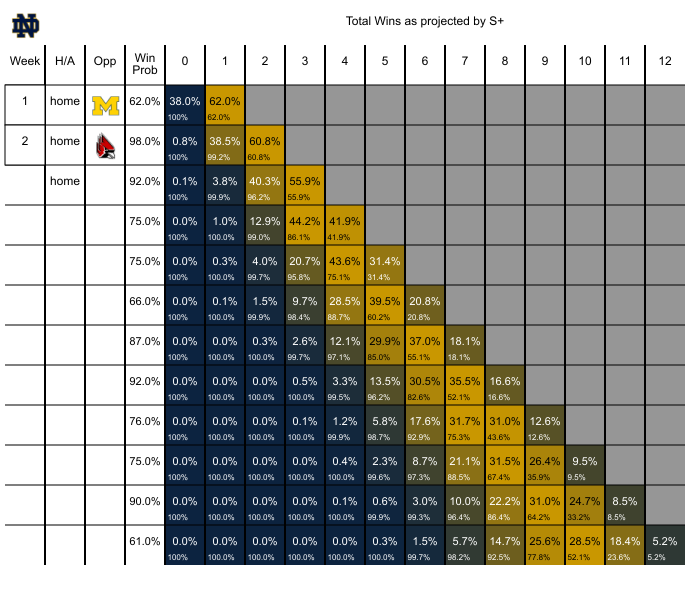 Total Wins as projected by S+
Week H/A Opp Win Prob 0 1 2 3 4 5 6 7 8 9 10 11 12
1 home M 62.0% 38.0% 62.0%
100% 62.0%
2 home 98.0% 0.8% 38.5% 60.8%
100% 99.2% 60.8%
home 92.0% 0.1% 3.8% 40.3% 55.9%
100% 99.9% 96.2% 55.9%
75.0% 0.0% 1.0% 12.9% 44.2% 41.9%
100% 100.0% 99.0% 86.1% 41.9%
75.0% 0.0% 0.3% 4.0% 20.7% 43.6% 31.4%
100% 100.0% 99.7% 95.8% 75.1% 31.4%
66.0% 0.0% 0.1% 1.5% 9.7% 28.5% 39.5% 20.8%
100% 100.0% 99.9% 98.4% 88.7% 60.2% 20.8%
87.0% 0.0% 0.0% 0.3% 2.6% 12.1% 29.9% 37.0% 18.1%
100% 100.0% 100.0% 99.7% 97.1% 85.0% 55.1% 18.1%
92.0% 0.0% 0.0% 0.0% 0.5% 3.3% 13.5% 30.5% 35.5% 16.6%
100% 100.0% 100.0% 100.0% 99.5% 96.2% 82.6% 52.1% 16.6%
76.0% 0.0% 0.0% 0.0% 0.1% 1.2% 5.8% 17.6% 31.7% 31.0% 12.6%
100% 100.0% 100.0% 100.0% 99.9% 98.7% 92.9% 75.3% 43.6% 12.6%
75.0% 0.0% 0.0% 0.0% 0.0% 0.4% 2.3% 8.7% 21.1% 31.5% 26.4% 9.5%
100% 100.0% 100.0% 100.0% 100.0% 99.6% 97.3% 88.5% 67.4% 35.9% 9.5%
90.0% 0.0% 0.0% 0.0% 0.0% 0.1% 0.6% 3.0% 10.0% 22.2% 31.0% 24.7% 8.5%
100% 100.0% 100.0% 100.0% 100.0% 99.9% 99.3% 96.4% 86.4% 64.2% 33.2% 8.5%
61.0% 0.0% 0.0% 0.0% 0.0% 0.0% 0.3% 1.5% 5.7% 14.7% 25.6% 28.5% 18.4% 5.2%
100% 100.0% 100.0% 100.0% 100.0% 100.0% 99.7% 98.2% 92.5% 77.8% 52.1% 23.6% 5.2%